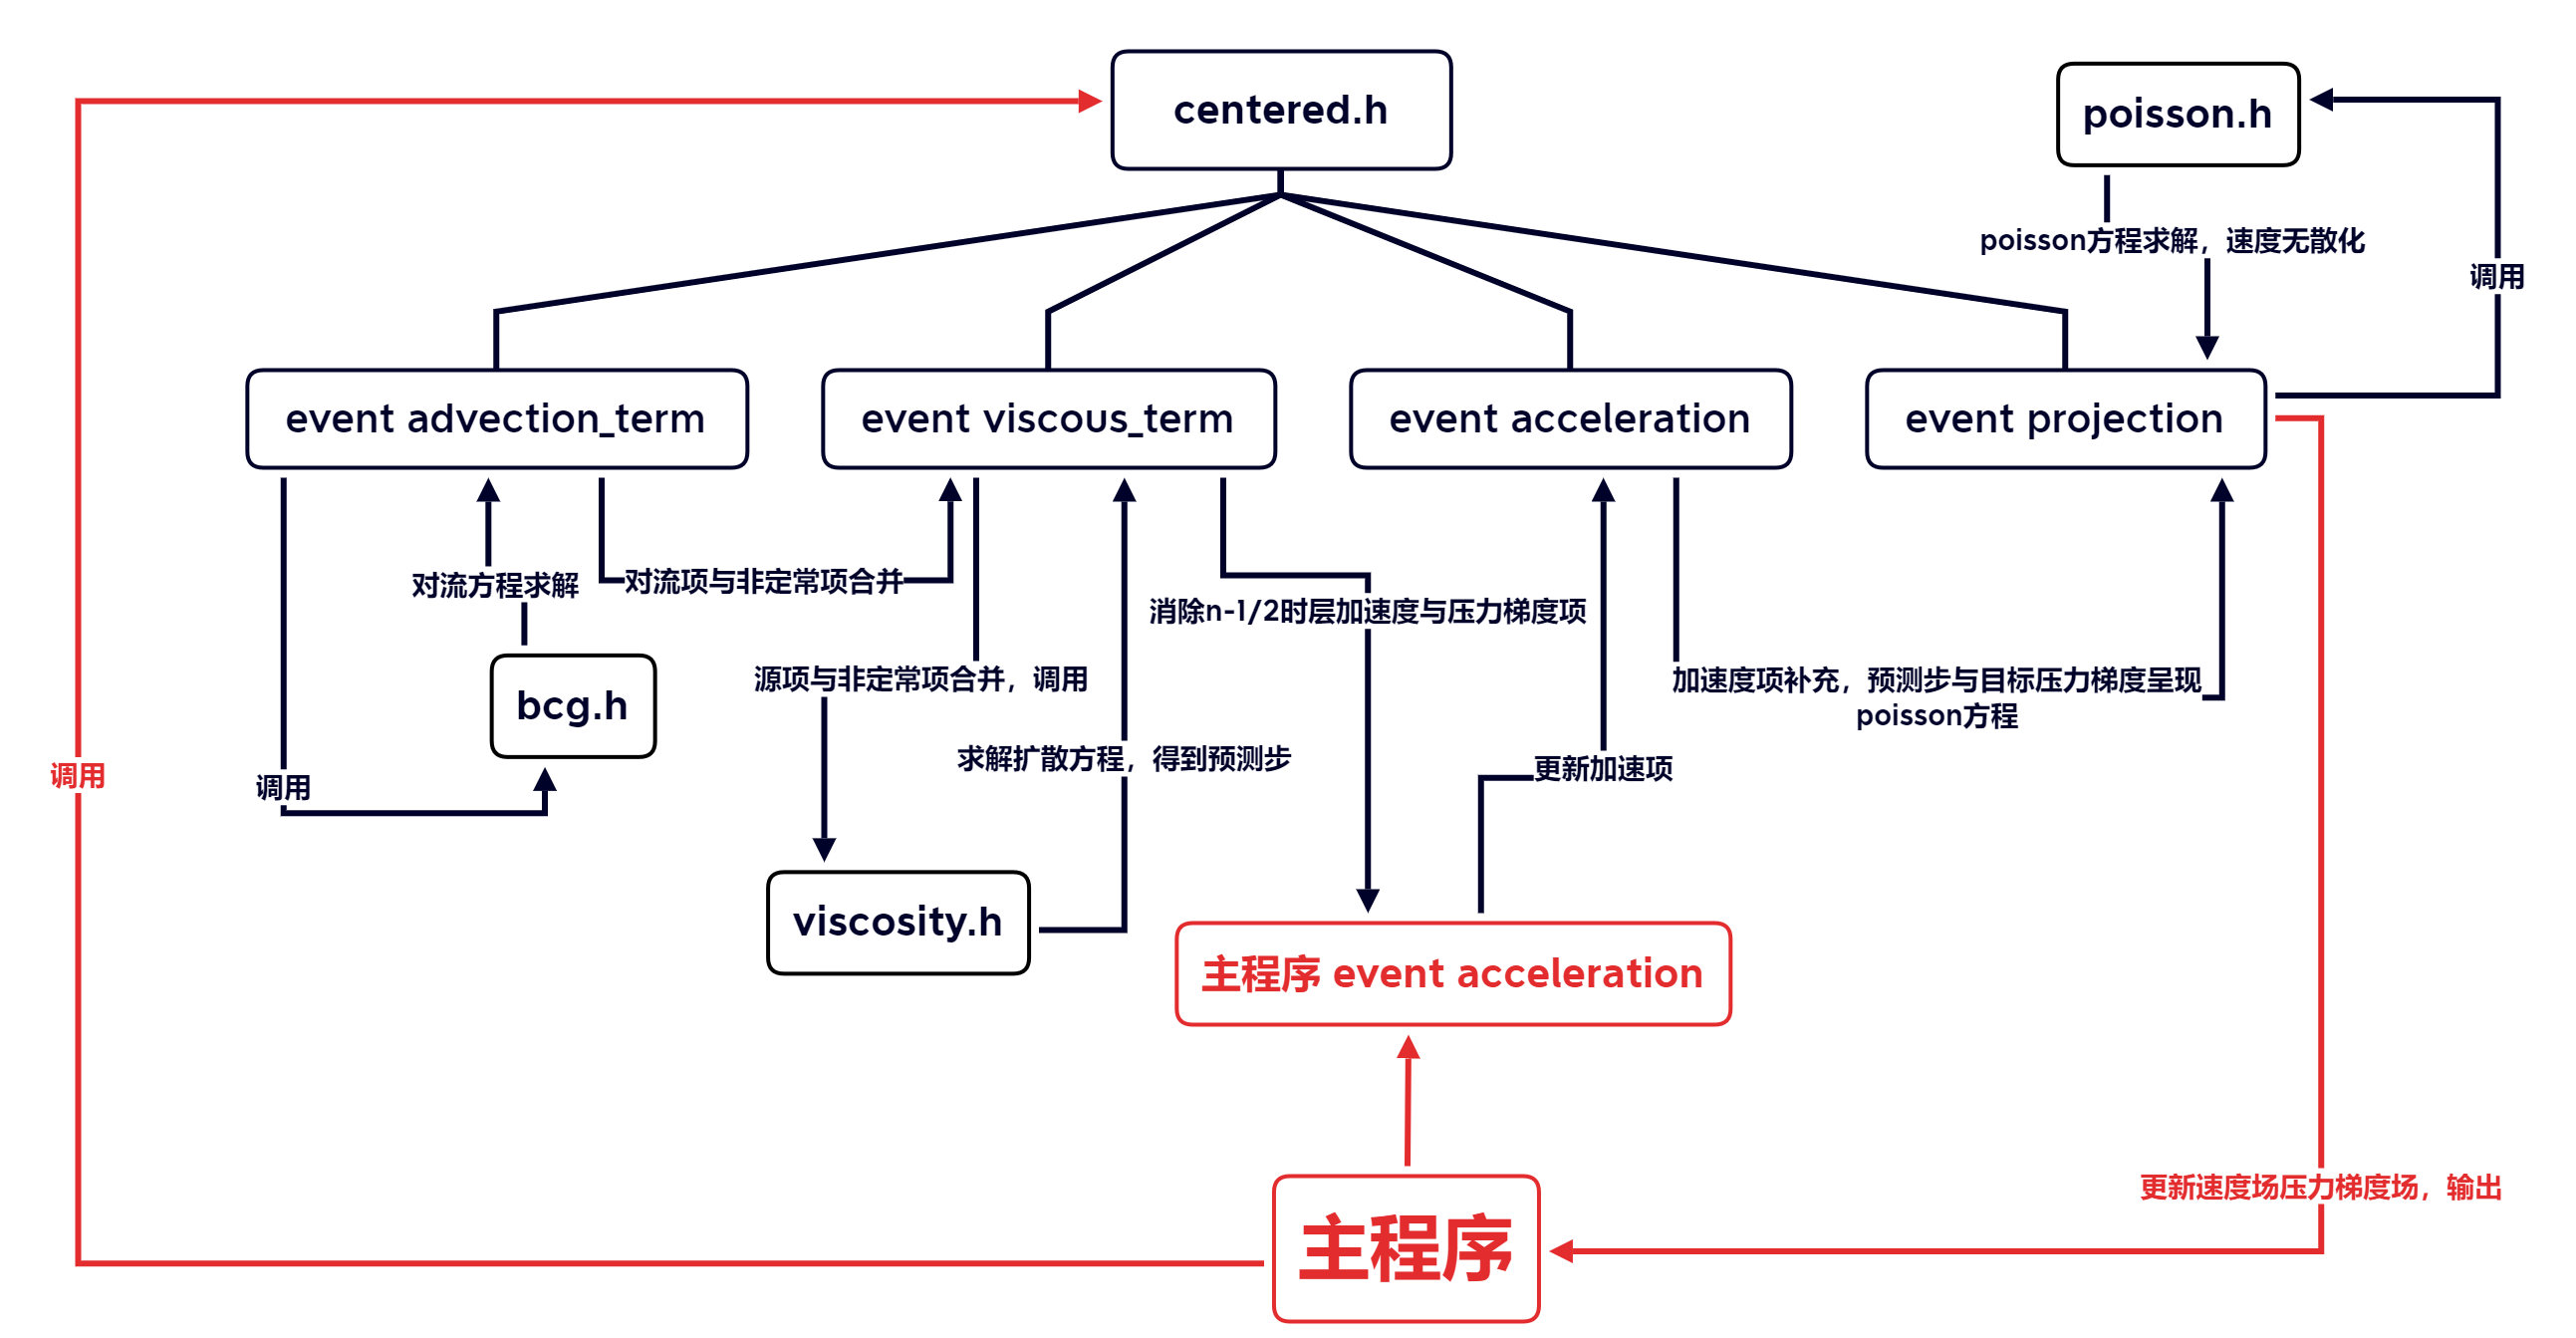 centered.h
poisson.h
poisson方程求解，速度无散化
调用
event advection_term
event viscous_term
event acceleration
event projection
对流方程求解
对流项与非定常项合并
消除n-1/2时层加速度与压力梯度项
源项与非定常项合并，调用
加速度项补充，预测步与目标压力梯度呈现
poisson方程
bcg.h
求解扩散方程，得到预测步
更新加速项
调用
调用
viscosity.h
主程序 event acceleration
更新速度场压力梯度场，输出
主程序